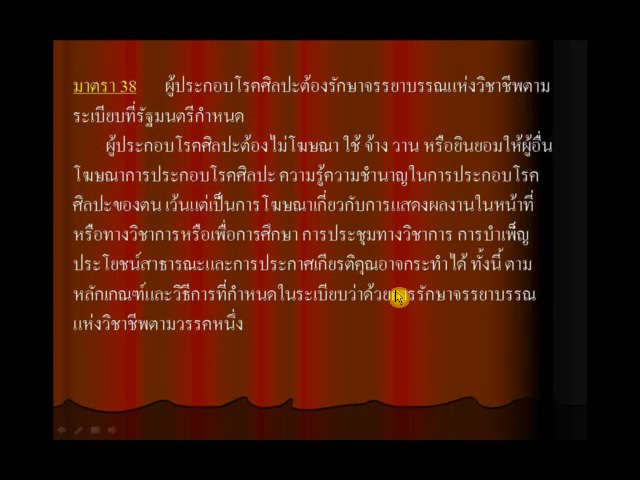 มาตรา 38 ผู้ประกอบโรคศิลปะต้องรักษาจรรยาบรรณแห่งวิชาชีพตาม
ระเบียบที่รัฐมนตรีกำหนด
ผู้ประกอบโรคศิลปะต้องไม่โฆษณา ใช้ จ้าง วาน หรือยินยอมให้ผู้อื่น
โฆษณาการประกอบโรคศิลปะ ความรู้ความชำนาญในการประกอบโรค
ศิลปะของตน เว้นแต่เป็นการโฆษณาเกี่ยวกับการแสดงผลงานในหน้าที่
หรือทางวิชาการหรือเพื่อการศึกษา การประชุมทางวิชาการ การบำเพ็ญ
ประโยชน์สาธารณะและการประกาศเกียรติคุณอาจกระทำได้ ทั้งนี้ ตาม
หลักเกณฑ์และวิธีการที่กำหนดในระเบียบว่าด้วยการรักษาจรรยาบรรณ
แห่งวิชาชีพตามวรรคหนึ่ง